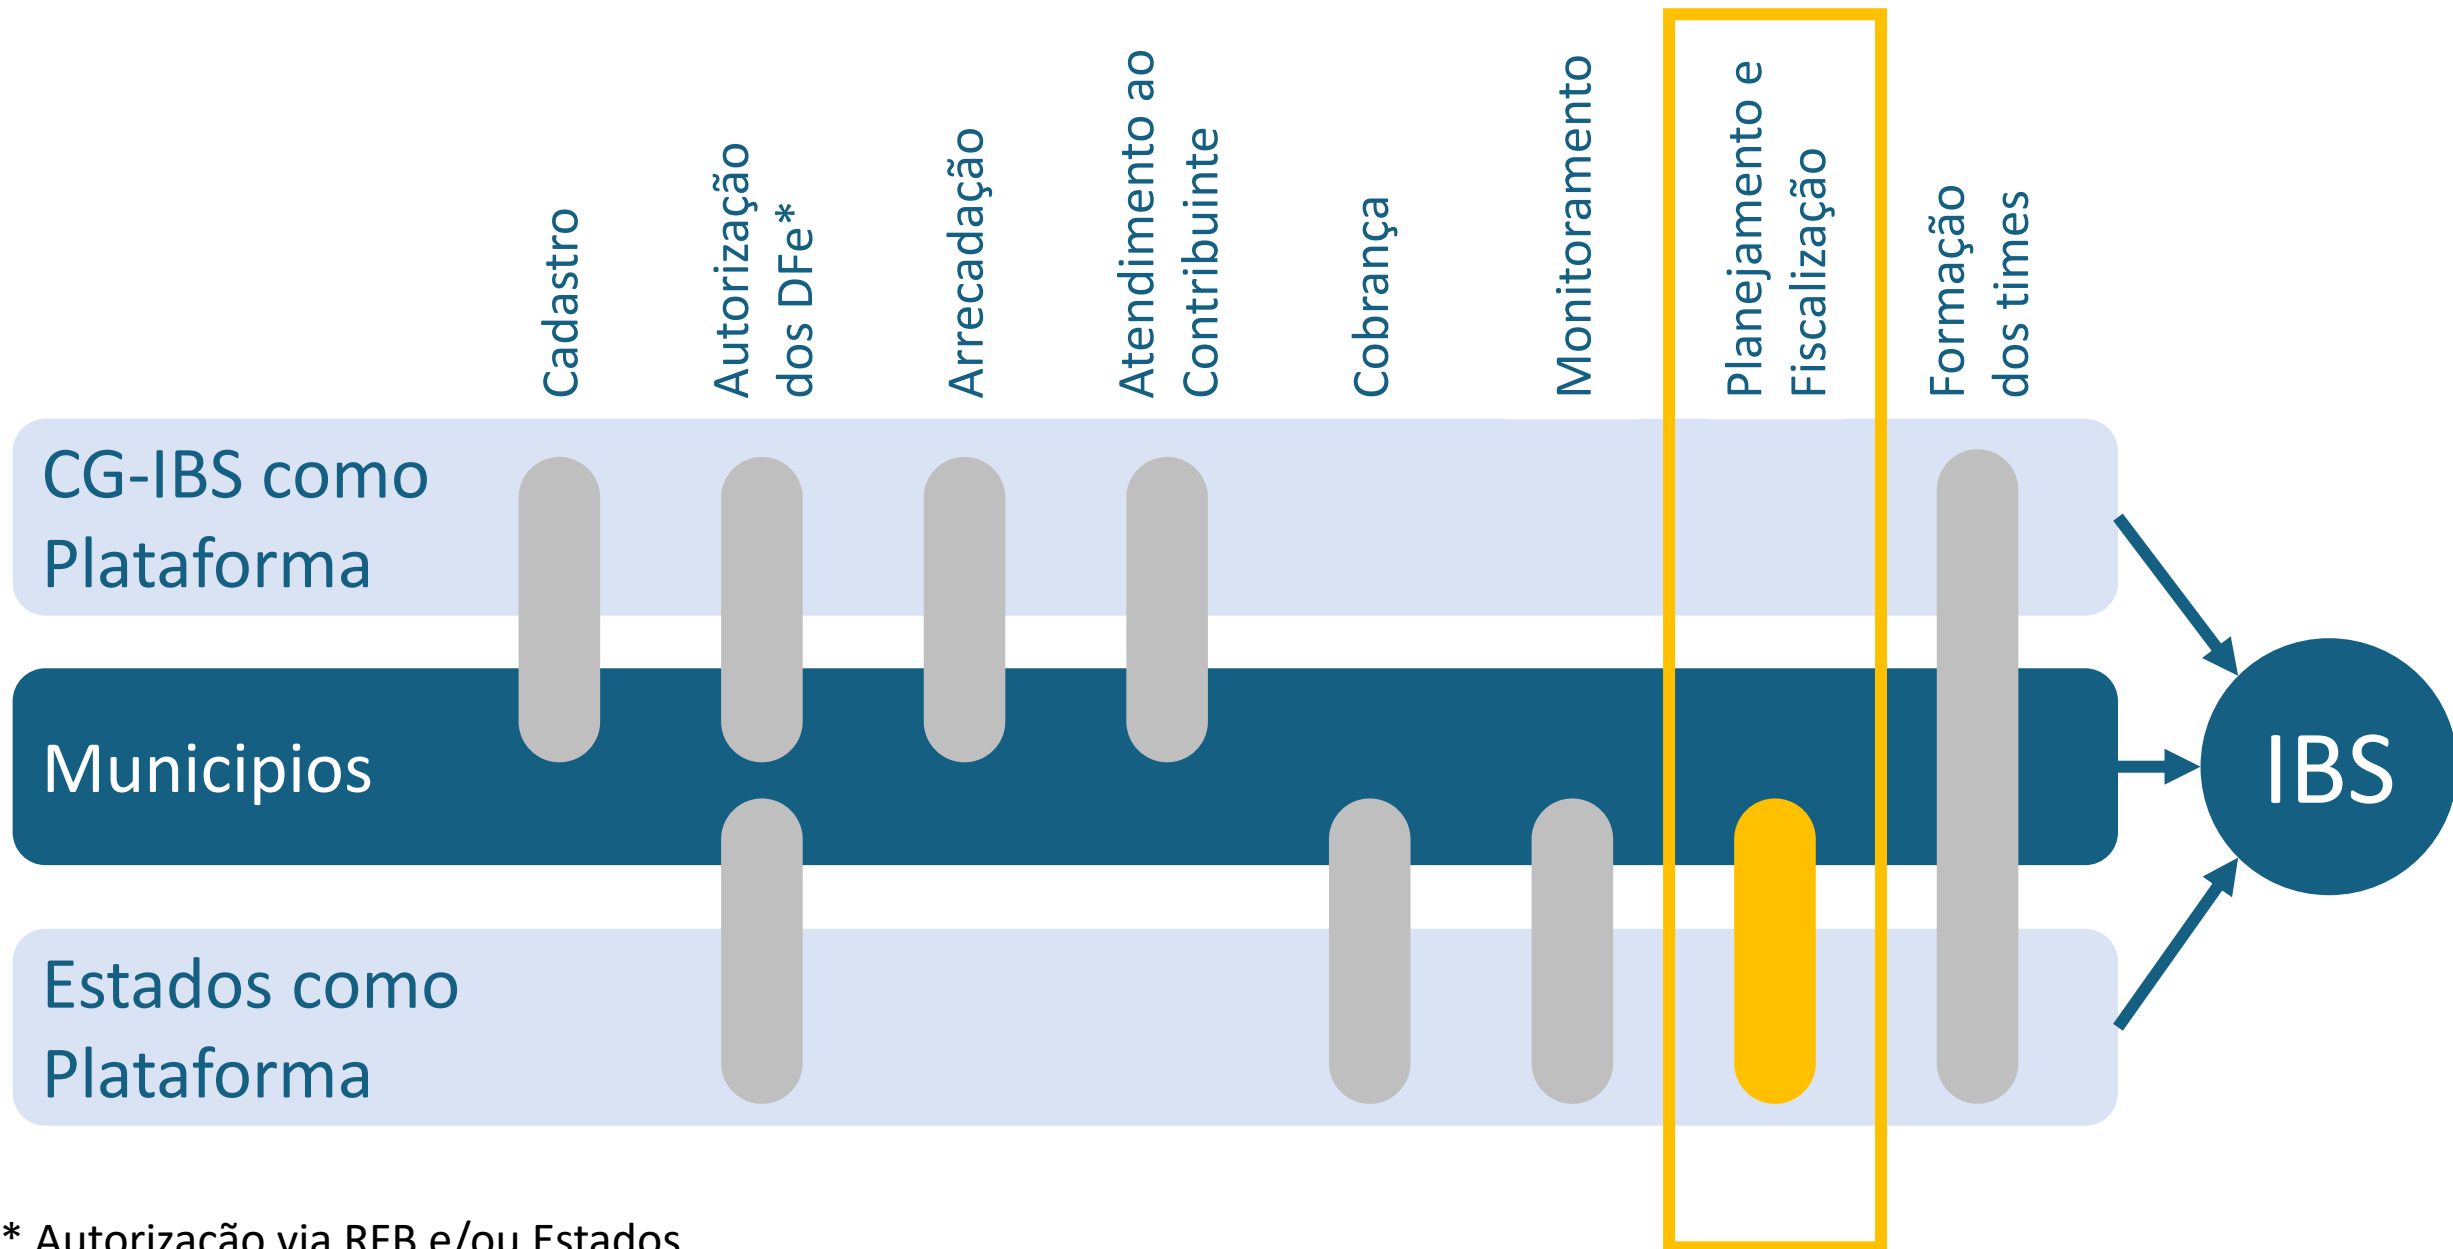 Cadastro
Autorização
dos DFe*
Arrecadação
Atendimento ao
Contribuinte
Cobrança
Monitoramento
Planejamento e
Fiscalização
Formação
dos times
CG-IBS como
Plataforma
Municipios
IBS
Estados como
Plataforma
* Autorização via RFB e/ou Estados